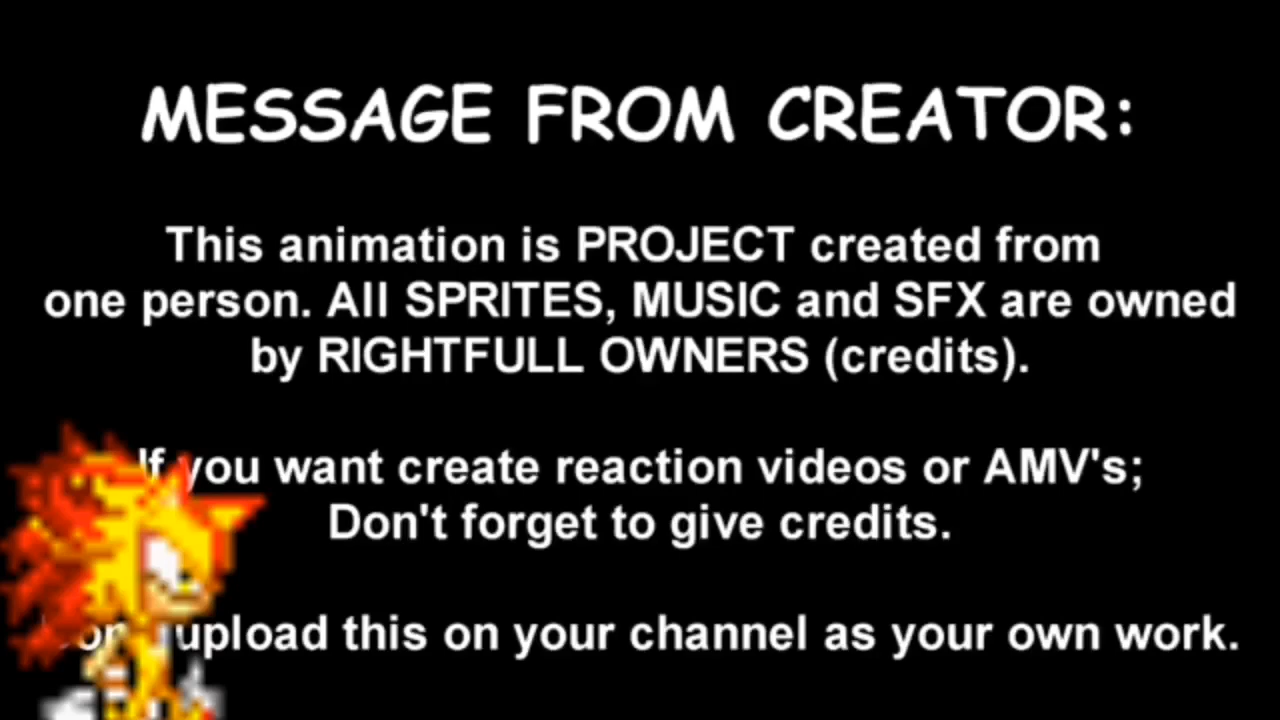 MESSAGE FROM CREATOR:
This animation is PROJECT created from
one person. All SPRITES, MUSIC and SFX are owned
by RIGHTFULL OWNERS (credits).
If you want create reaction videos or AMV's;
Don't forget to give credits.
upload this on your channel as your own work.